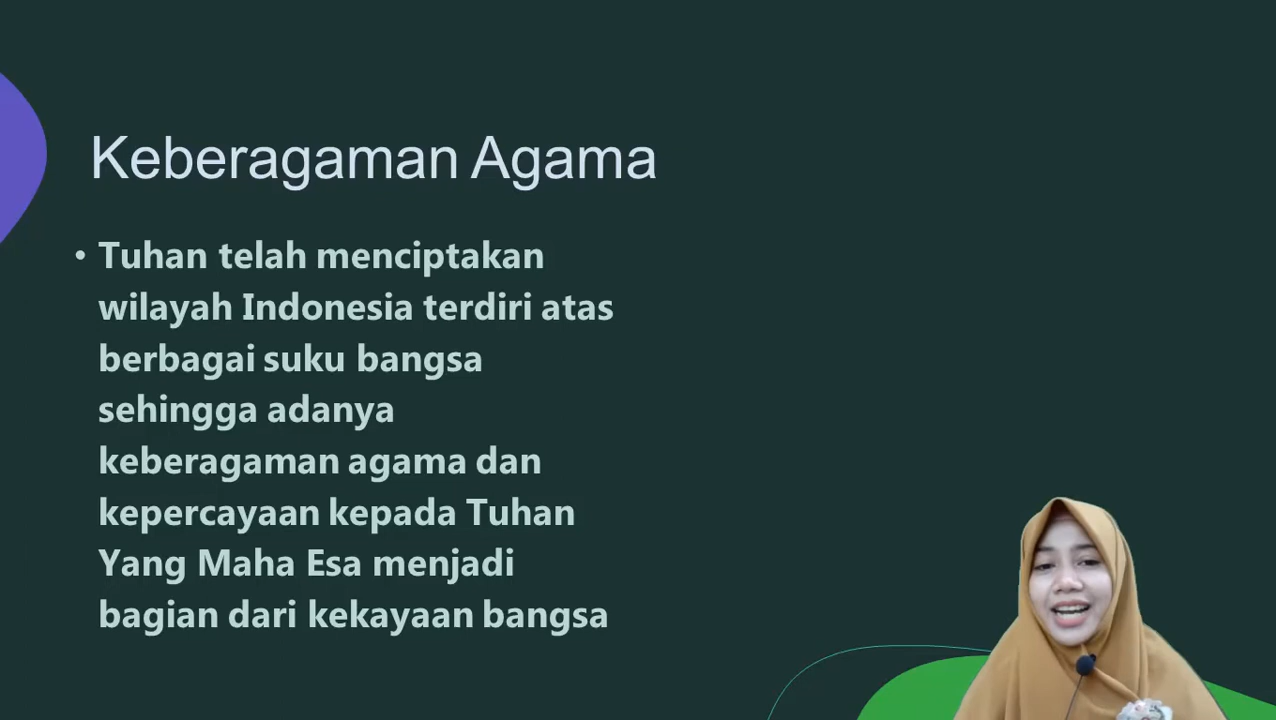 Keberagaman Agama
• Tuhan telah menciptakan
wilayah Indonesia terdiri atas
berbagai suku bangsa
sehingga adanya
keberagaman agama dan
kepercayaan kepada Tuhan
Yang Maha Esa menjadi
bagian dari kekayaan bangsa